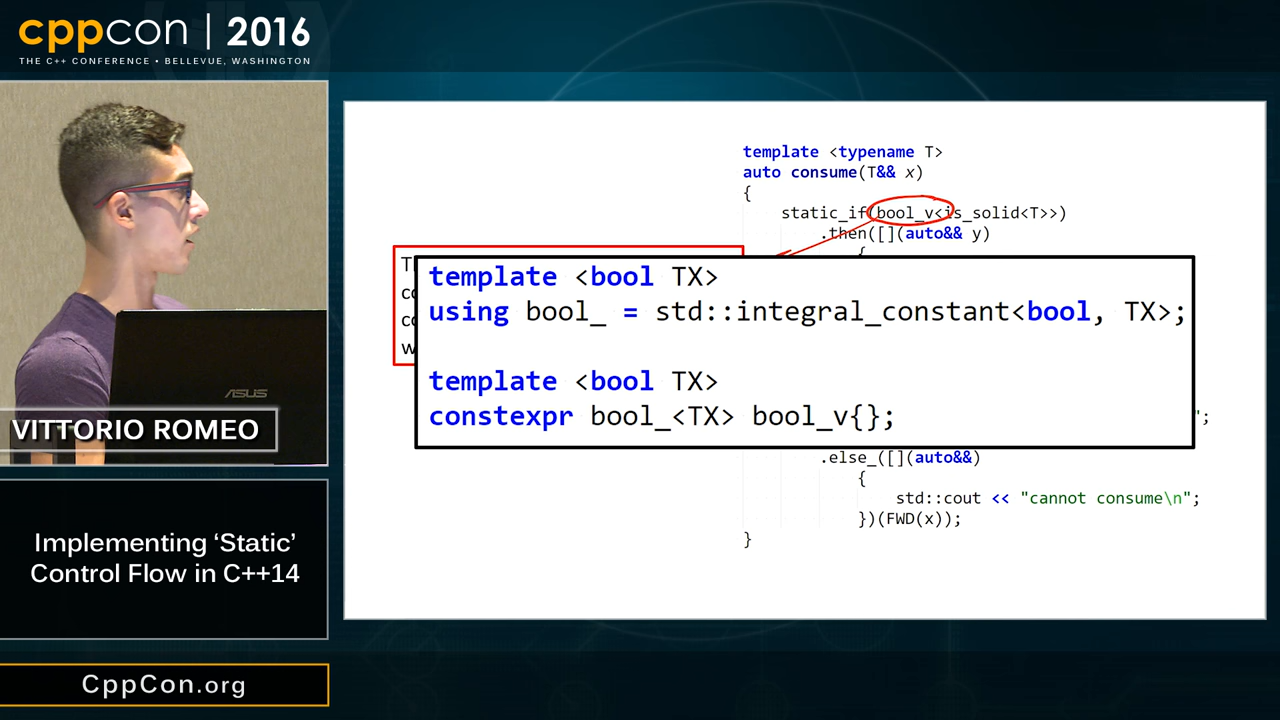 cppcon | 2016
THE C++ CONFERENCE • BELLEVUE, WASHINGTON
ASUS
VITTORIO ROMEO
Implementing ‘Static’
Control Flow in C++14
CppCon.org
template <typename T>
auto consume(T&& x)
{
static_if(bool_v<is_solid<T>>)
.then([](auto&& y)
{
template <bool TX>
using bool_ = std::integral_constant<bool, TX>;
template <bool TX>
constexpr bool_<TX> bool_v{};
";
.else_([](auto&&)
{
std::cout << "cannot consume\n";
})(FWD(x));
}